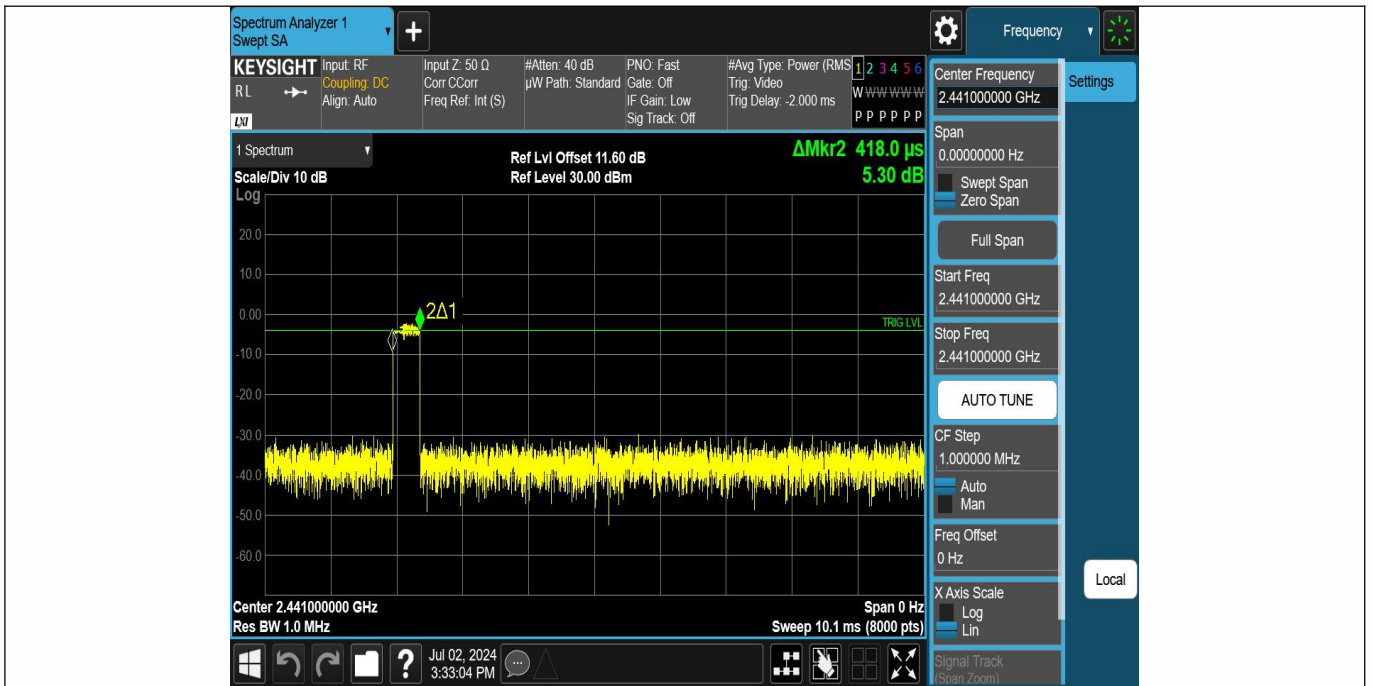 Spectrum Analyzer 1
Swept SA
+
Frequency
KEYSIGHT
RL
LXI
Input: RF
Coupling: DC
Align: Auto
Input Z: 50 Ω
Corr CCorr
Freq Ref: Int (S)
#Atten: 40 dB
µW Path: Standard
PNO: Fast
Gate: Off
IF Gain: Low
Sig Track: Off
#Avg Type: Power (RMS
Trig: Video
Trig Delay: -2.000 ms
1 2 3 4 5 6
W W W W W W
P P P P P P
1 Spectrum
Scale/Div 10 dB
Ref Lvl Offset 11.60 dB
Ref Level 30.00 dBm
ΔMkr2 418.0 µs
5.30 dB
Log
20.0
10.0
0.00
-10.0
-20.0
-30.0
-40.0
-50.0
-60.0
2Δ1
TRIG LVL
Center 2.441000000 GHz
Res BW 1.0 MHz
Span 0 Hz
Sweep 10.1 ms (8000 pts)
Center Frequency
2.441000000 GHz
Settings
Span
0.00000000 Hz
Swept Span
Zero Span
Full Span
Start Freq
2.441000000 GHz
Stop Freq
2.441000000 GHz
AUTO TUNE
CF Step
1.000000 MHz
Auto
Man
Freq Offset
0 Hz
X Axis Scale
Log
Lin
Signal Track
(Span Zoom)
Local
?
Jul 02, 2024
3:33:04 PM